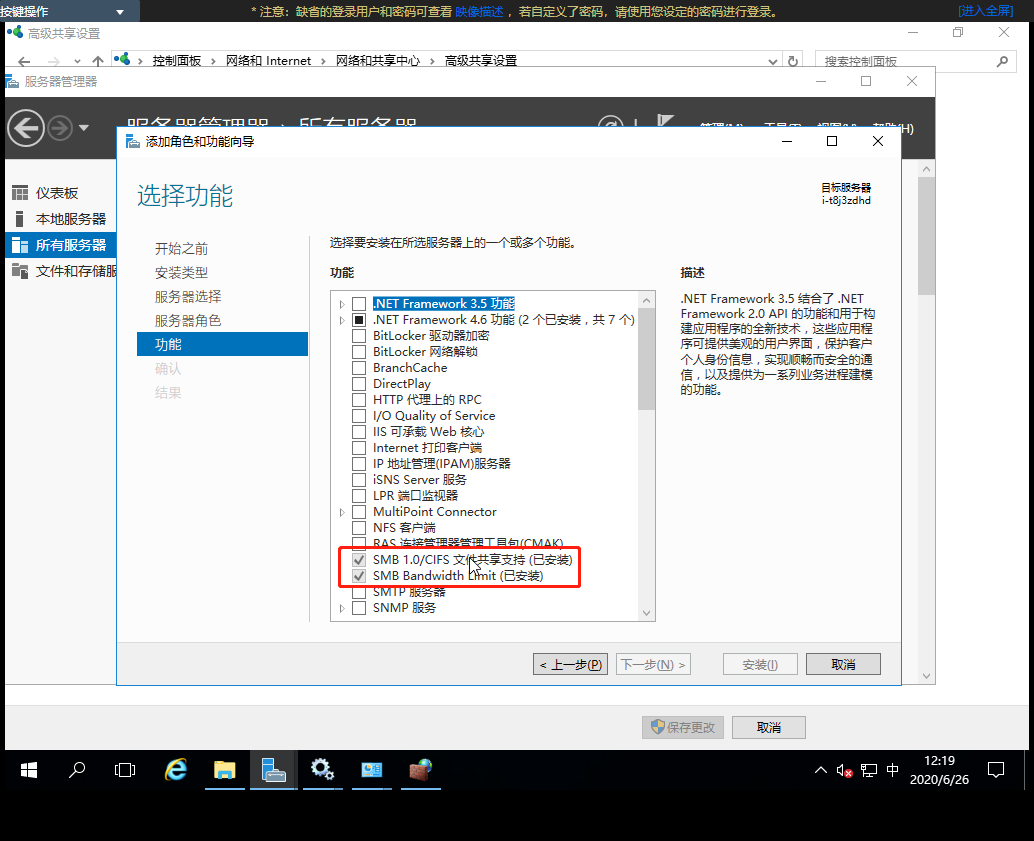 按键操作
* 注意：缺省的登录用户和密码可查看 映像描述 ，若自定义了密码，请使用您设定的密码进行登录。
[进入全屏]
高级共享设置
控制面板 › 网络和 Internet › 网络和共享中心 › 高级共享设置
搜索控制面板
服务器管理器
服务器管理器 · 所有服务器
管理(M) 工具(T) 视图(V) 帮助(H)
仪表板
本地服务器
所有服务器
文件和存储服
添加角色和功能向导
选择功能
目标服务器
i-t8j3zdhd
开始之前
安装类型
服务器选择
服务器角色
功能
确认
结果
选择要安装在所选服务器上的一个或多个功能。
功能
.NET Framework 3.5 功能
.NET Framework 4.6 功能 (2 个已安装，共 7 个)
BitLocker 驱动器加密
BitLocker 网络解锁
BranchCache
DirectPlay
HTTP 代理上的 RPC
I/O Quality of Service
IIS 可承载 Web 核心
Internet 打印客户端
IP 地址管理(IPAM)服务器
iSNS Server 服务
LPR 端口监视器
MultiPoint Connector
NFS 客户端
RAS 连接管理器管理工具包(CMAK)
SMB 1.0/CIFS 文件共享支持 (已安装)
SMB Bandwidth Limit (已安装)
SMTP 服务器
SNMP 服务
描述
.NET Framework 3.5 结合了 .NET
Framework 2.0 API 的功能和用于构
建应用程序的全新技术，这些应用程
序可提供美观的用户界面，保护客户
个人身份信息，实现顺畅而安全的通
信，以及提供为一系列业务进程建模
的功能。
< 上一步(P)
下一步(N) >
安装(I)
取消
保存更改
取消
中
12:19
2020/6/26